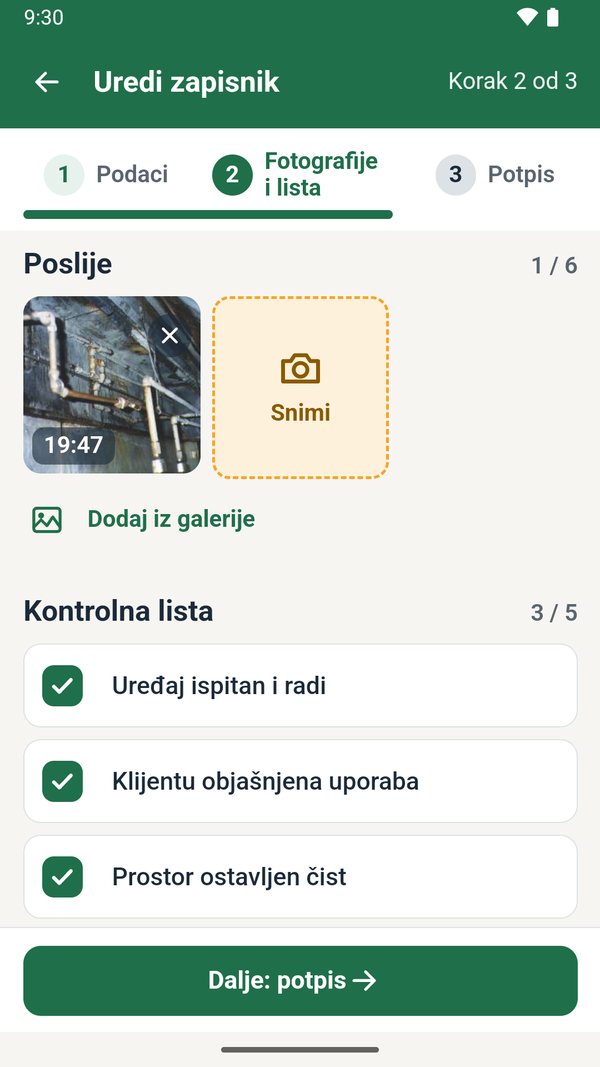 9:30
Uredi zapisnik
Korak 2 od 3
1 Podaci
2 Fotografije
i lista
3 Potpis
Poslije
1 / 6
19:47
Snimi
Dodaj iz galerije
Kontrolna lista
3 / 5
Uređaj ispitan i radi
Klijentu objašnjena uporaba
Prostor ostavljen čist
Dalje: potpis →